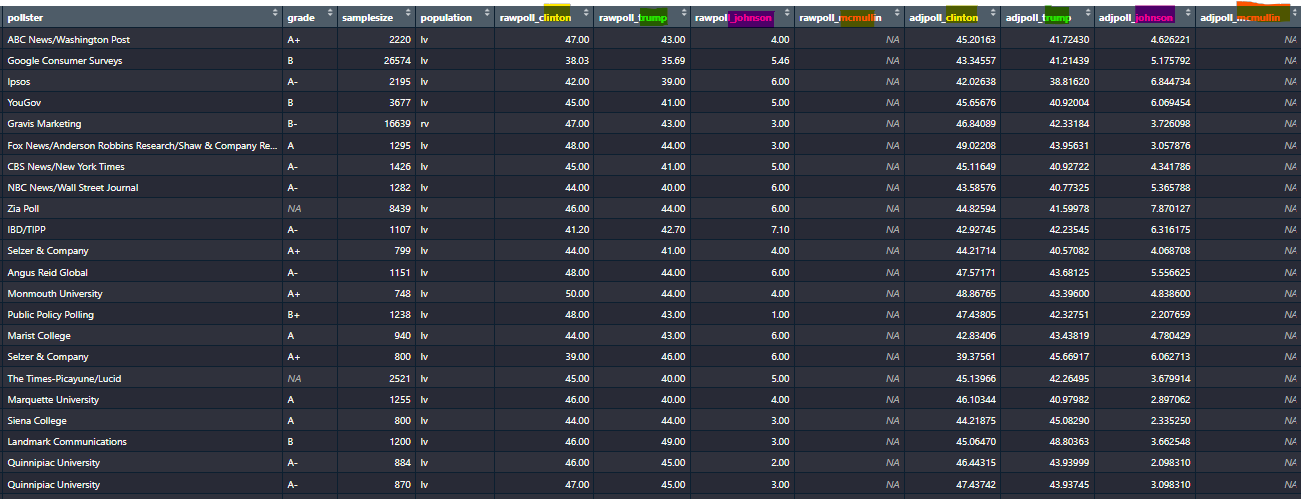 pollster grade samplesize population rawpoll_clinton rawpoll_trump rawpoll_johnson rawpoll_mcmullin adjpoll_clinton adjpoll_trump adjpoll_johnson adjpoll_mcmullin
ABC News/Washington Post A+ 2220 lv 47.00 43.00 4.00 NA 45.20163 41.72430 4.626221 NA
Google Consumer Surveys B 26574 lv 38.03 35.69 5.46 NA 43.34557 41.21439 5.175792 NA
Ipsos A- 2195 lv 42.00 39.00 6.00 NA 42.02638 38.81620 6.844734 NA
YouGov B 3677 lv 45.00 41.00 5.00 NA 45.65676 40.92004 6.069454 NA
Gravis Marketing B- 16639 rv 47.00 43.00 3.00 NA 46.84089 42.33184 3.726098 NA
Fox News/Anderson Robbins Research/Shaw & Company Re... A 1295 lv 48.00 44.00 3.00 NA 49.02208 43.95631 3.057876 NA
CBS News/New York Times A- 1426 lv 45.00 41.00 5.00 NA 45.11649 40.92722 4.341786 NA
NBC News/Wall Street Journal A- 1282 lv 44.00 40.00 6.00 NA 43.58576 40.77325 5.365788 NA
Zia Poll NA 8439 lv 46.00 44.00 6.00 NA 44.82594 41.59978 7.870127 NA
IBD/TIPP A- 1107 lv 41.20 42.70 7.10 NA 42.92745 42.23545 6.316175 NA
Selzer & Company A+ 799 lv 44.00 41.00 4.00 NA 44.21714 40.57082 4.068708 NA
Angus Reid Global A- 1151 lv 48.00 44.00 6.00 NA 47.57171 43.68125 5.556625 NA
Monmouth University A+ 748 lv 50.00 44.00 4.00 NA 48.86765 43.39600 4.838600 NA
Public Policy Polling B+ 1238 lv 48.00 43.00 1.00 NA 47.43805 42.32751 2.207659 NA
Marist College A 940 lv 44.00 43.00 6.00 NA 42.83406 43.43819 4.780429 NA
Selzer & Company A+ 800 lv 39.00 46.00 6.00 NA 39.37561 45.66917 6.062713 NA
The Times-Picayune/Lucid NA 2521 lv 45.00 40.00 5.00 NA 45.13966 42.26495 3.679914 NA
Marquette University A 1255 lv 46.00 40.00 4.00 NA 46.10344 40.97982 2.897062 NA
Siena College A 800 lv 44.00 44.00 3.00 NA 44.21875 45.08290 2.335250 NA
Landmark Communications B 1200 lv 46.00 49.00 3.00 NA 45.06470 48.80363 3.662548 NA
Quinnipiac University A- 884 lv 46.00 45.00 2.00 NA 46.44315 43.93999 2.098310 NA
Quinnipiac University A- 870 lv 47.00 45.00 3.00 NA 47.43742 43.93745 3.098310 NA